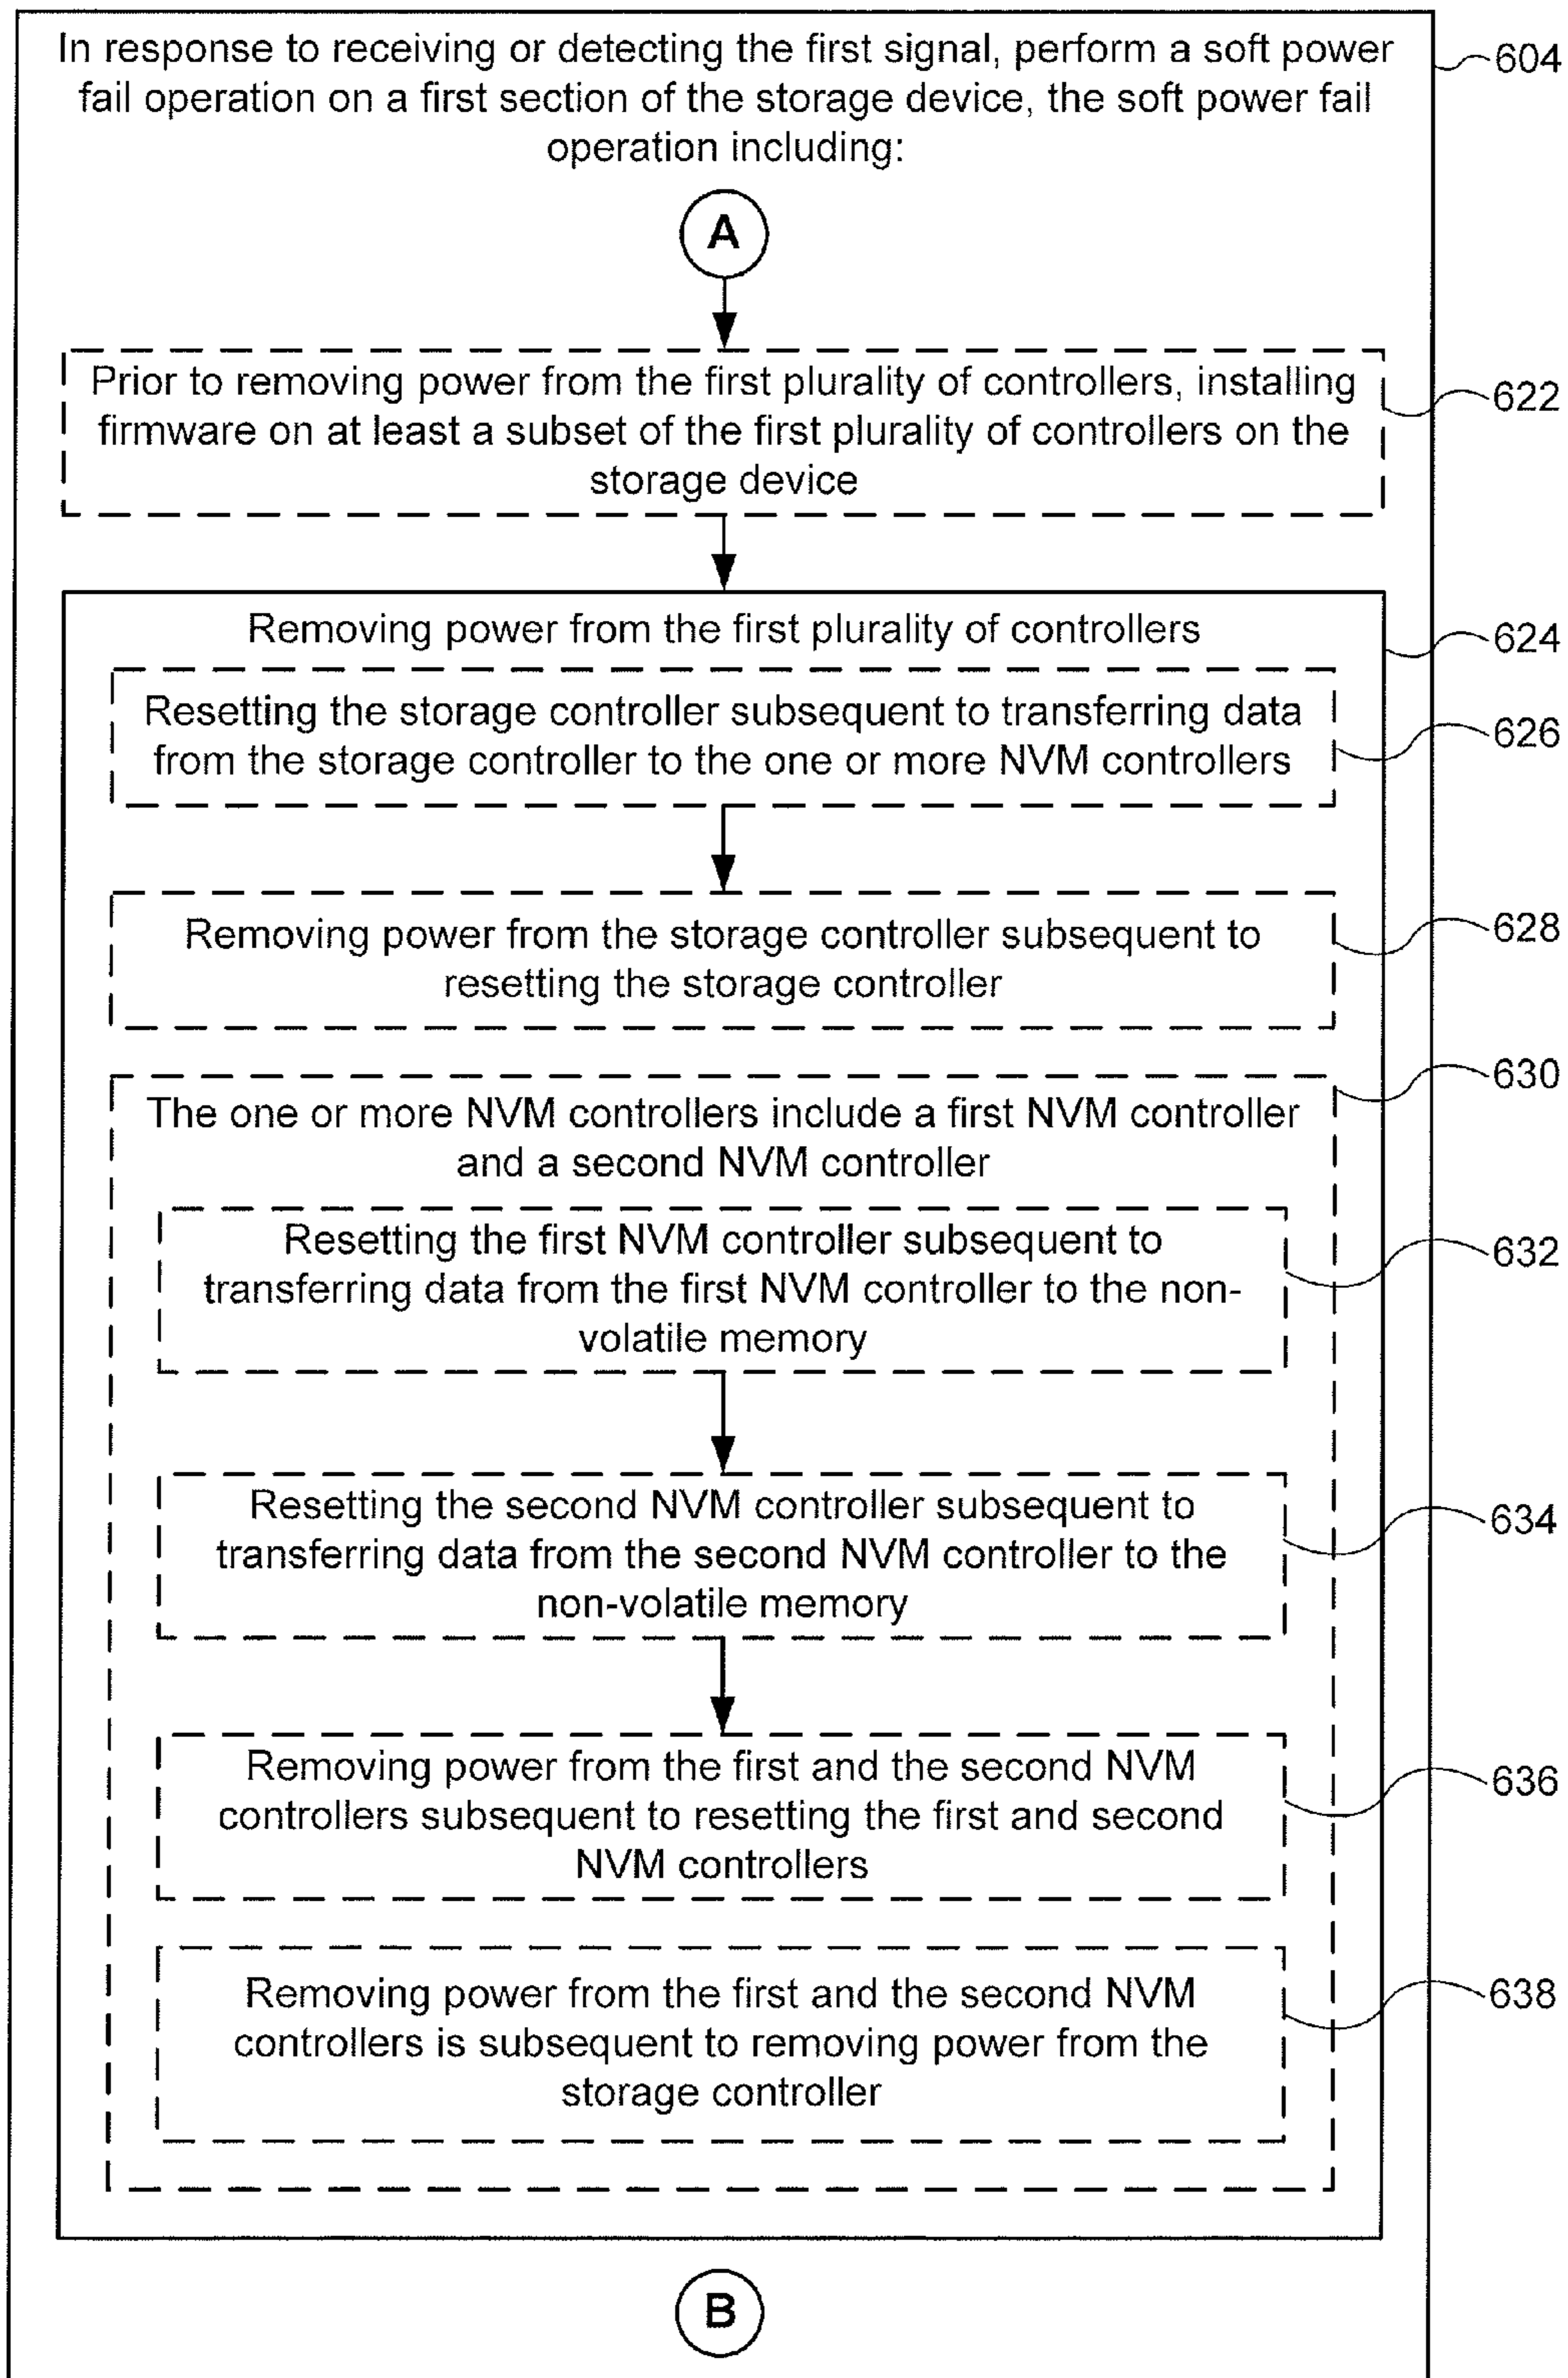 In response to receiving or detecting the first signal, perform a soft power
fail operation on a first section of the storage device, the soft power fail
operation including:
604
A
Prior to removing power from the first plurality of controllers, installing
firmware on at least a subset of the first plurality of controllers on the
storage device
622
Removing power from the first plurality of controllers
624
Resetting the storage controller subsequent to transferring data
from the storage controller to the one or more NVM controllers
626
Removing power from the storage controller subsequent to
resetting the storage controller
628
630
The one or more NVM controllers include a first NVM controller
and a second NVM controller
Resetting the first NVM controller subsequent to
transferring data from the first NVM controller to the non-
volatile memory
632
Resetting the second NVM controller subsequent to
transferring data from the second NVM controller to the
non-volatile memory
634
Removing power from the first and the second NVM
controllers subsequent to resetting the first and second
NVM controllers
636
Removing power from the first and the second NVM
controllers is subsequent to removing power from the
storage controller
638
B